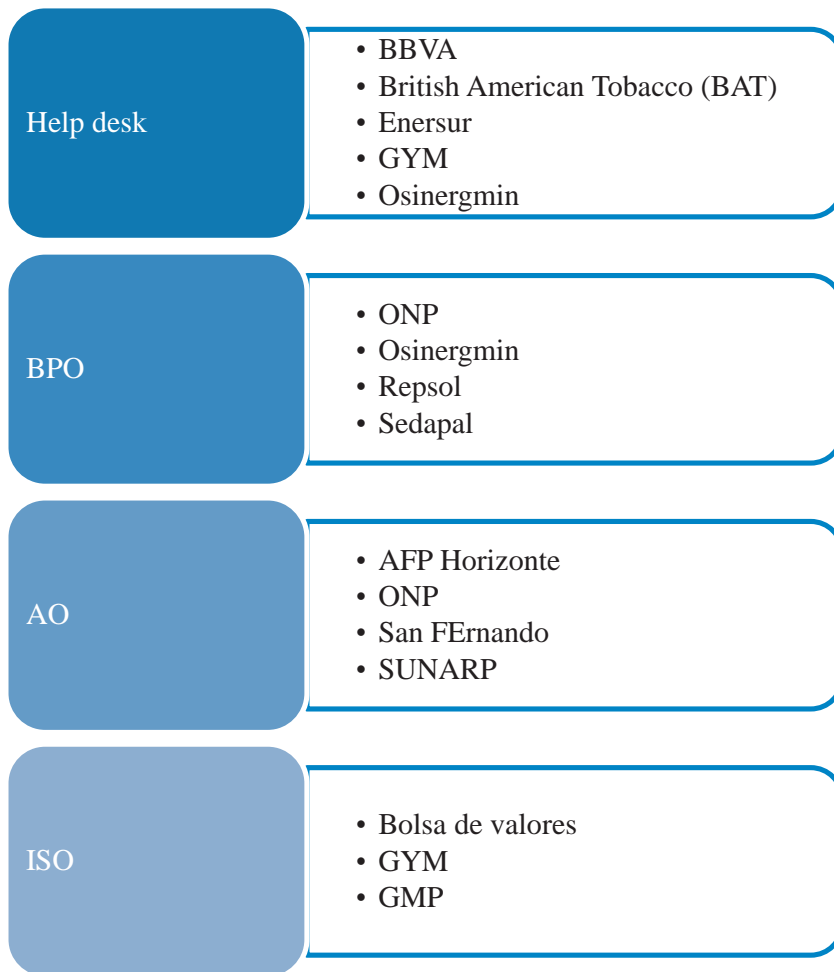 Help desk
• BBVA
• British American Tobacco (BAT)
• Enersur
• GYM
• Osinergmin
BPO
• ONP
• Osinergmin
• Repsol
• Sedapal
AO
• AFP Horizonte
• ONP
• San FErnando
• SUNARP
ISO
• Bolsa de valores
• GYM
• GMP